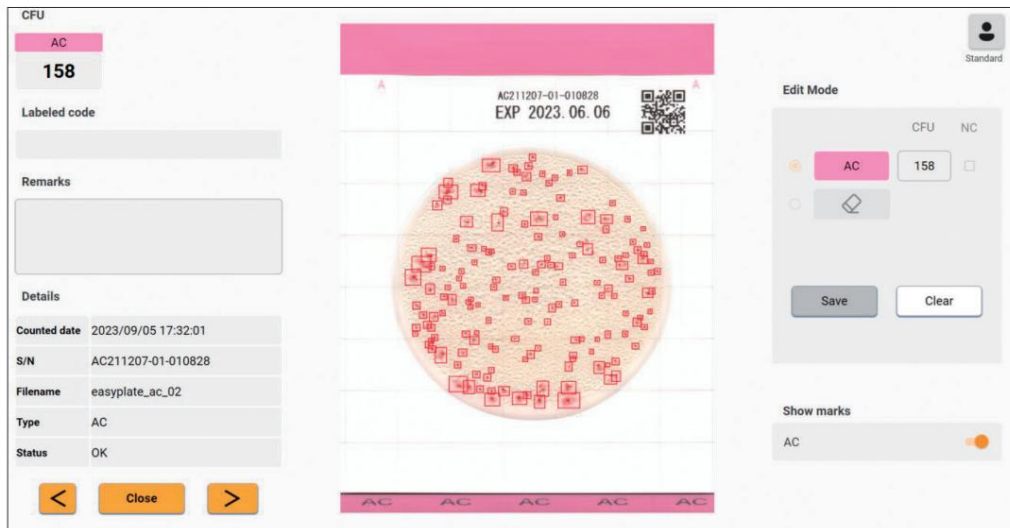 CFU
AC
158
Labeled code
Remarks
Details
Counted date 2023/09/05 17:32:01
S/N AC211207-01-010828
Filename easyplate_ac_02
Type AC
Status OK
< Close >
A A
AC211207-01-010828
EXP 2023.06.06
AC AC AC AC AC
Standard
Edit Mode
CFU NC
AC 158
Save Clear
Show marks
AC